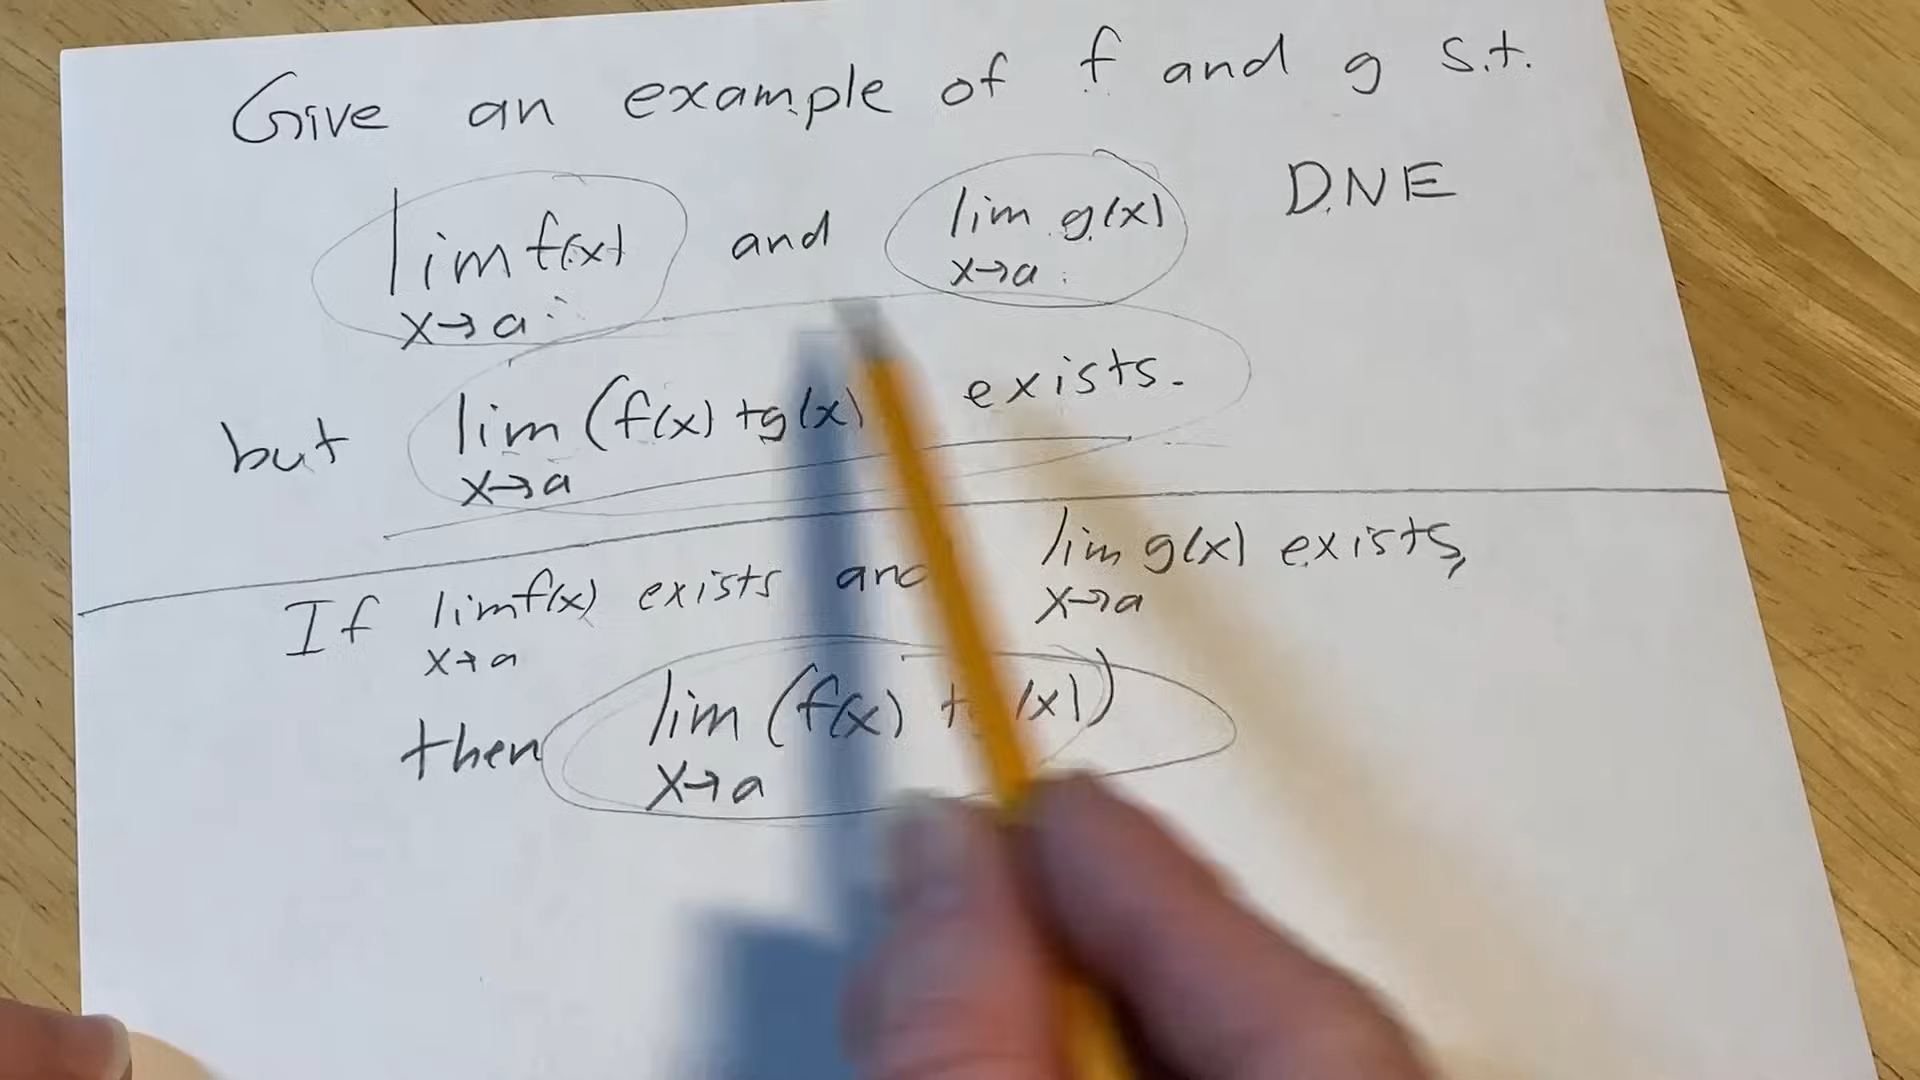 Give an example of f and g s.t.
lim f(x) and lim g(x) DNE
x→a x→a
but lim (f(x) +g(x) exists.
x→a
If lim f(x) exists and lim g(x) exists,
x→a x→a
then lim (f(x) + (x))
x→a